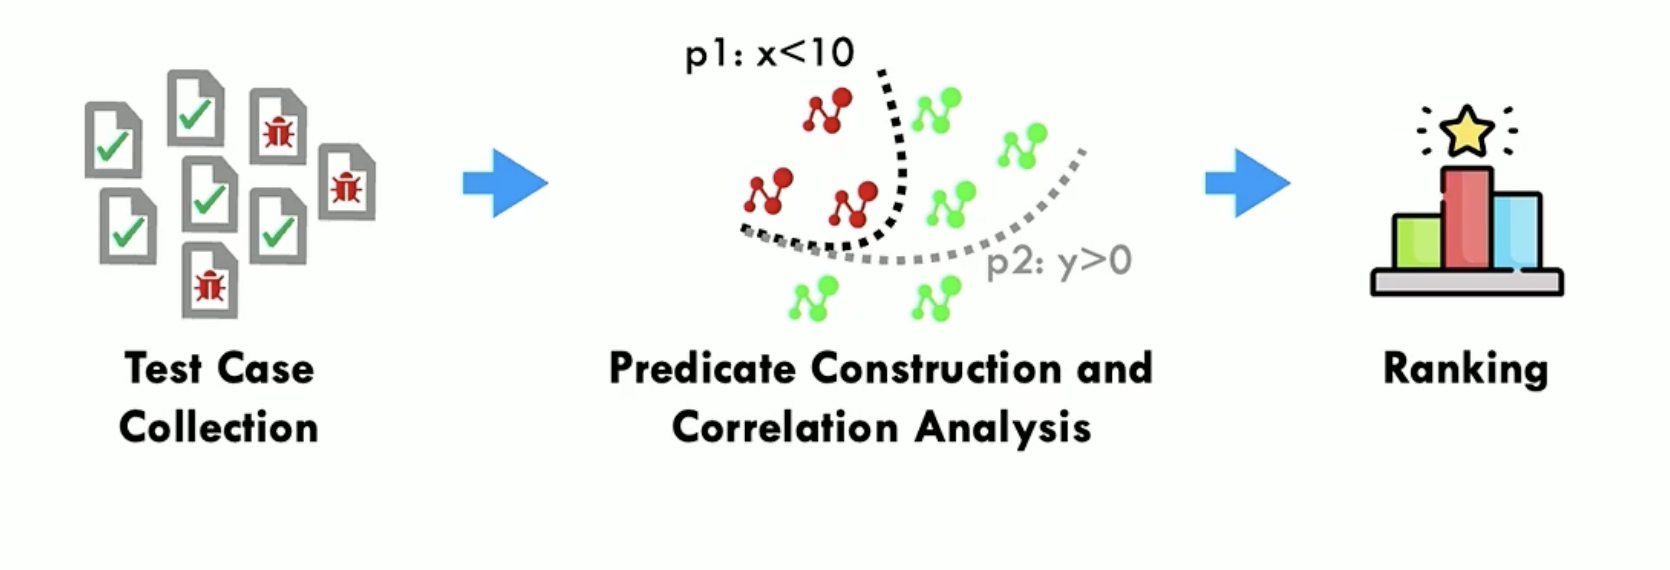 p1: x<10
p2: y>0
Test Case
Collection
Predicate Construction and
Correlation Analysis
Ranking